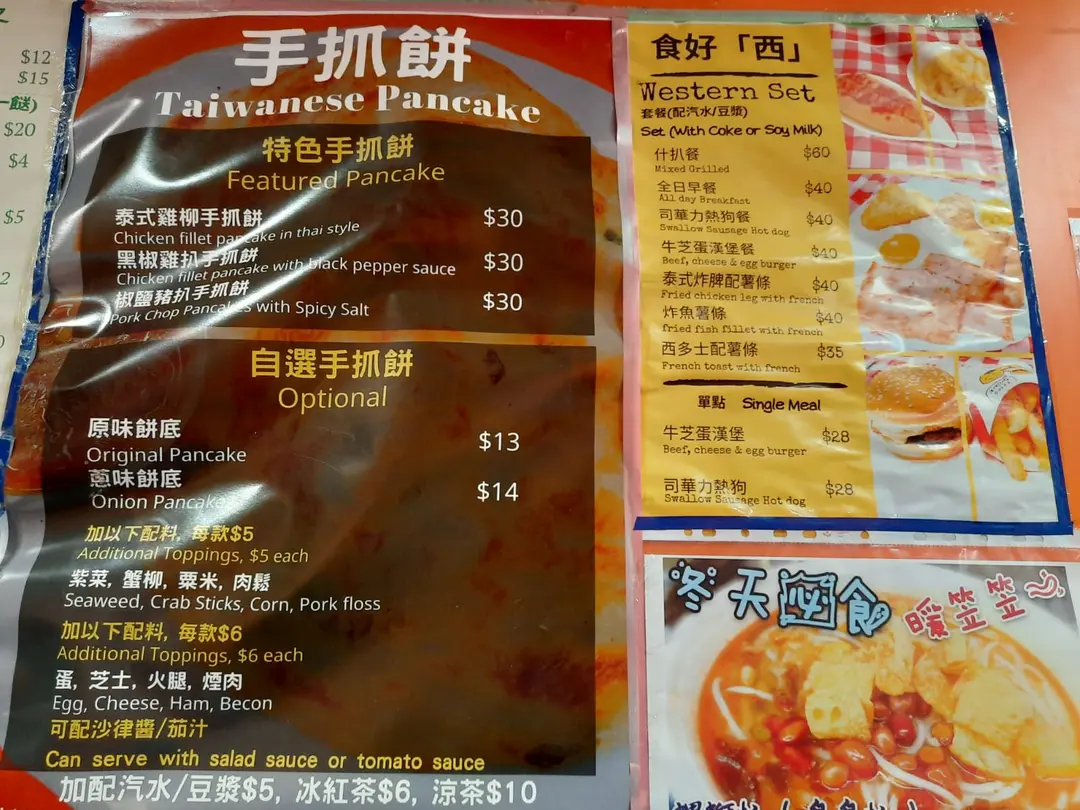 $12
$15
$20
$4
$5
手抓餅
Taiwanese Pancake
特色手抓餅
Featured Pancake
泰式雞柳手抓餅 $30
Chicken fillet pancake in thai style
黑椒雞扒手抓餅 $30
Chicken fillet pancake with black pepper sauce
椒鹽豬扒手抓餅 $30
Pork Chop Pancakes with Spicy Salt
自選手抓餅
Optional
原味餅底 $13
Original Pancake
蔥味餅底 $14
Onion Pancake
加以下配料, 每款$5
Additional Toppings, $5 each
紫菜, 蟹柳, 粟米, 肉鬆
Seaweed, Crab Sticks, Corn, Pork floss
加以下配料, 每款$6
Additional Toppings, $6 each
蛋, 芝士, 火腿, 煙肉
Egg, Cheese, Ham, Becon
可配沙律醬/茄汁
Can serve with salad sauce or tomato sauce
加配汽水/豆漿$5, 冰紅茶$6, 涼茶$10
食好「西」
Western Set
套餐(配汽水/豆漿)
Set (With Coke or Soy Milk)
什扒餐 $60
Mixed Grilled
全日早餐 $40
All day Breakfast
司華力熱狗餐 $40
Swallow Sausage Hot dog
牛芝蛋漢堡餐 $40
Beef, cheese & egg burger
泰式炸脾配薯條 $40
Fried chicken leg with french
炸魚薯條 $40
fried fish fillet with french
西多士配薯條 $35
French toast with french
單點 Single Meal
牛芝蛋漢堡 $28
Beef, cheese & egg burger
司華力熱狗 $28
Swallow Sausage Hot dog
冬天必食
暖笠笠